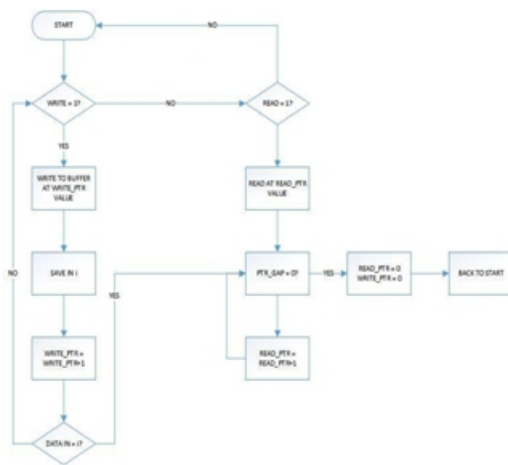 START
NO
WRITE = 1?
NO
READ = 1?
YES
WRITE TO BUFFER
AT WRITE_PTR
VALUE
READ AT READ_PTR
VALUE
SAVE IN i
PTR_GAP = 0?
YES
READ_PTR = 0
WRITE_PTR = 0
BACK TO START
NO
YES
WRITE_PTR =
WRITE_PTR+1
READ_PTR =
READ_PTR+1
DATA IN = i?